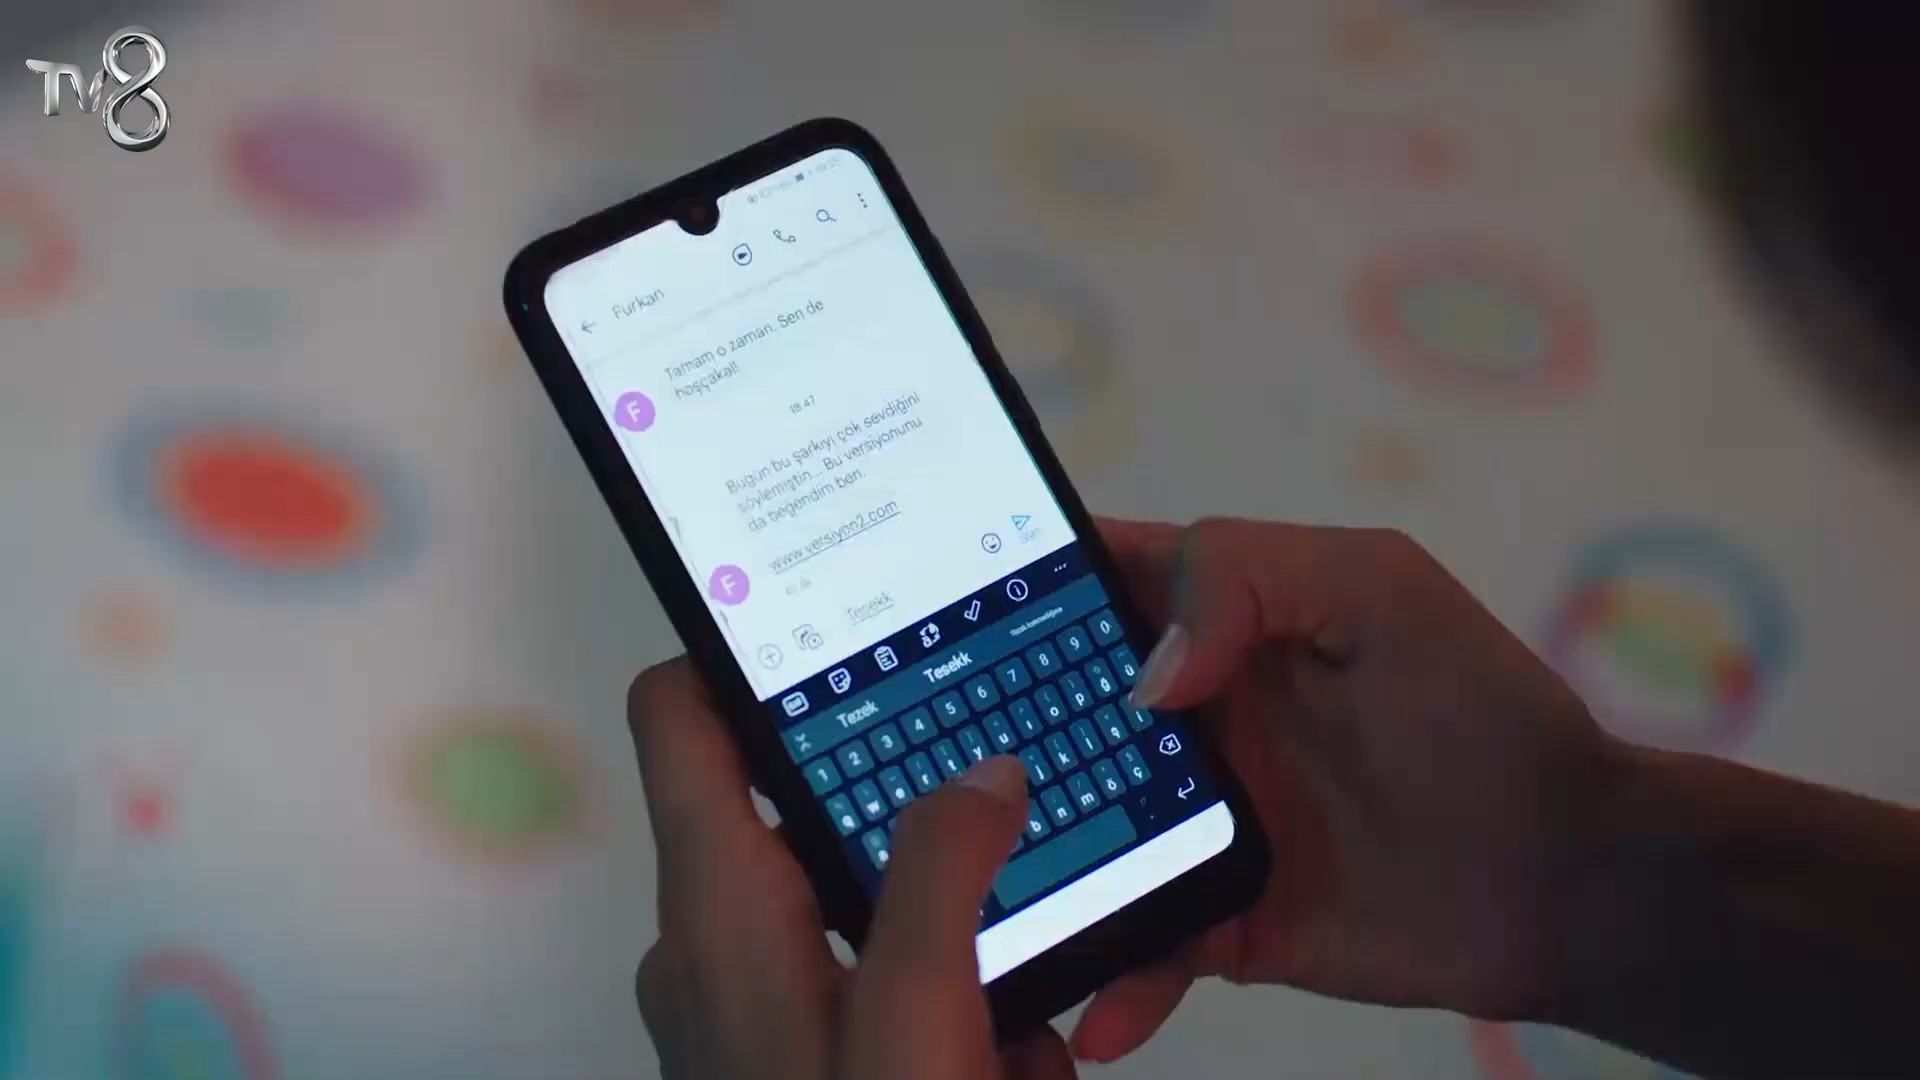 TV8
Furkan
Tamam o zaman. Sen de
hoşçakal!
F
18:47
Bugün bu şarkıyı çok sevdiğini
söylemiştin... Bu versiyonunu
da beğendim ben.
www.versiyon2.com
F
Tesekk
Tezek
Tesekk
1 2 3 4 5 6 7 8 9 0
q w e r t y u ı o p ğ ü
a j k l ş i
b n m ö ç